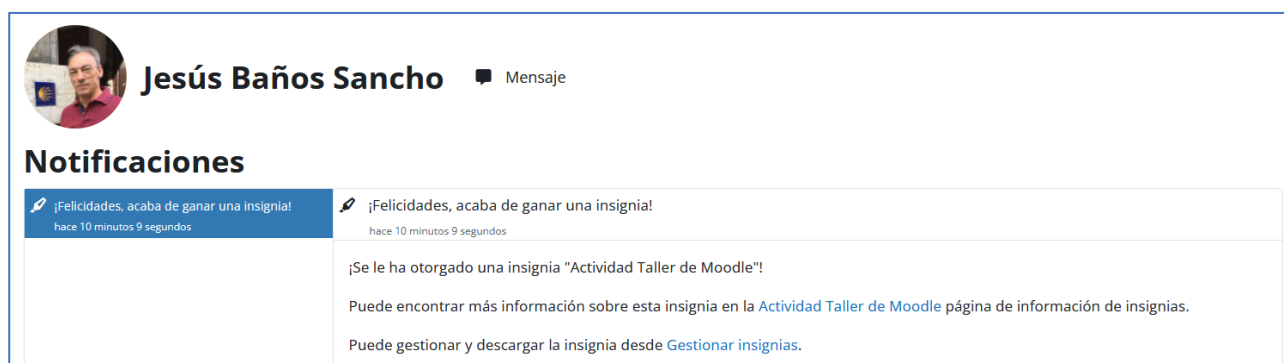 Jesús Baños Sancho
Mensaje
Notificaciones
¡Felicidades, acaba de ganar una insignia!
hace 10 minutos 9 segundos
¡Felicidades, acaba de ganar una insignia!
hace 10 minutos 9 segundos
¡Se le ha otorgado una insignia "Actividad Taller de Moodle"!
Puede encontrar más información sobre esta insignia en la Actividad Taller de Moodle página de información de insignias.
Puede gestionar y descargar la insignia desde Gestionar insignias.